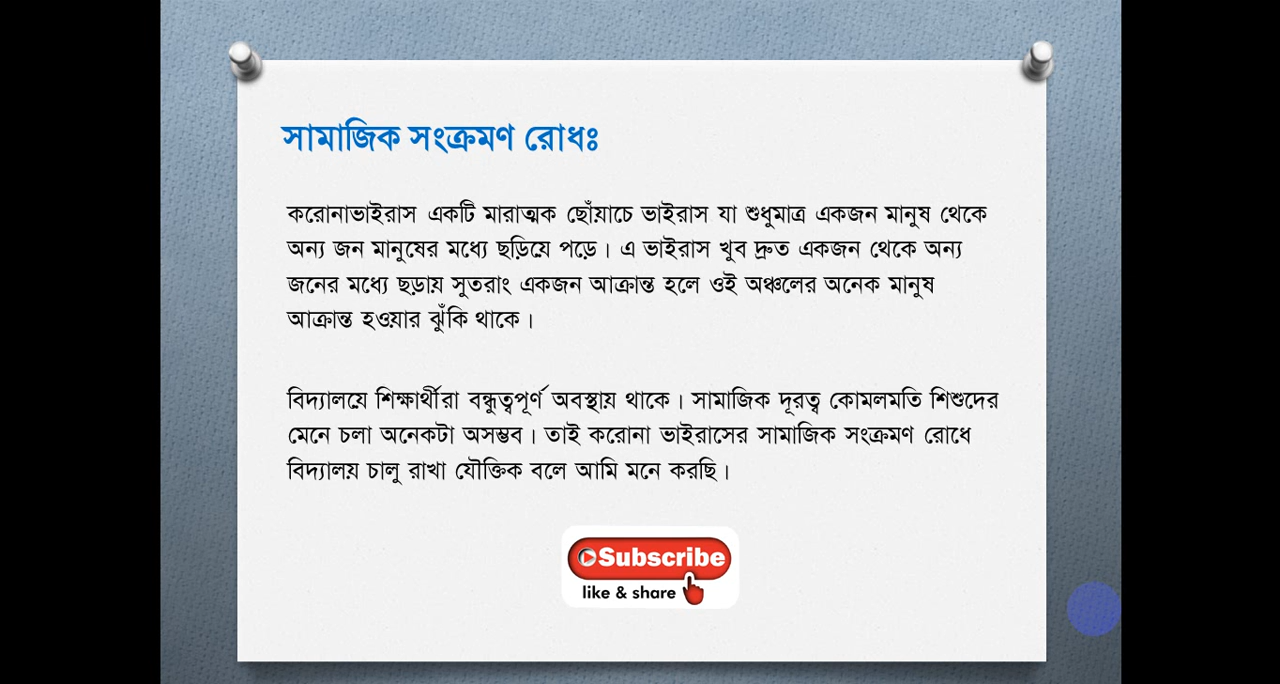 সামাজিক সংক্রমণ রোধঃ
করোনাভাইরাস একটি মারাত্মক ছোঁয়াচে ভাইরাস যা শুধুমাত্র একজন মানুষ থেকে
অন্য জন মানুষের মধ্যে ছড়িয়ে পড়ে। এ ভাইরাস খুব দ্রুত একজন থেকে অন্য
জনের মধ্যে ছড়ায় সুতরাং একজন আক্রান্ত হলে ওই অঞ্চলের অনেক মানুষ
আক্রান্ত হওয়ার ঝুঁকি থাকে।
বিদ্যালয়ে শিক্ষার্থীরা বন্ধুত্বপূর্ণ অবস্থায় থাকে। সামাজিক দূরত্ব কোমলমতি শিশুদের
মেনে চলা অনেকটা অসম্ভব। তাই করোনা ভাইরাসের সামাজিক সংক্রমণ রোধে
বিদ্যালয় চালু রাখা যৌক্তিক বলে আমি মনে করছি।
Subscribe
like & share